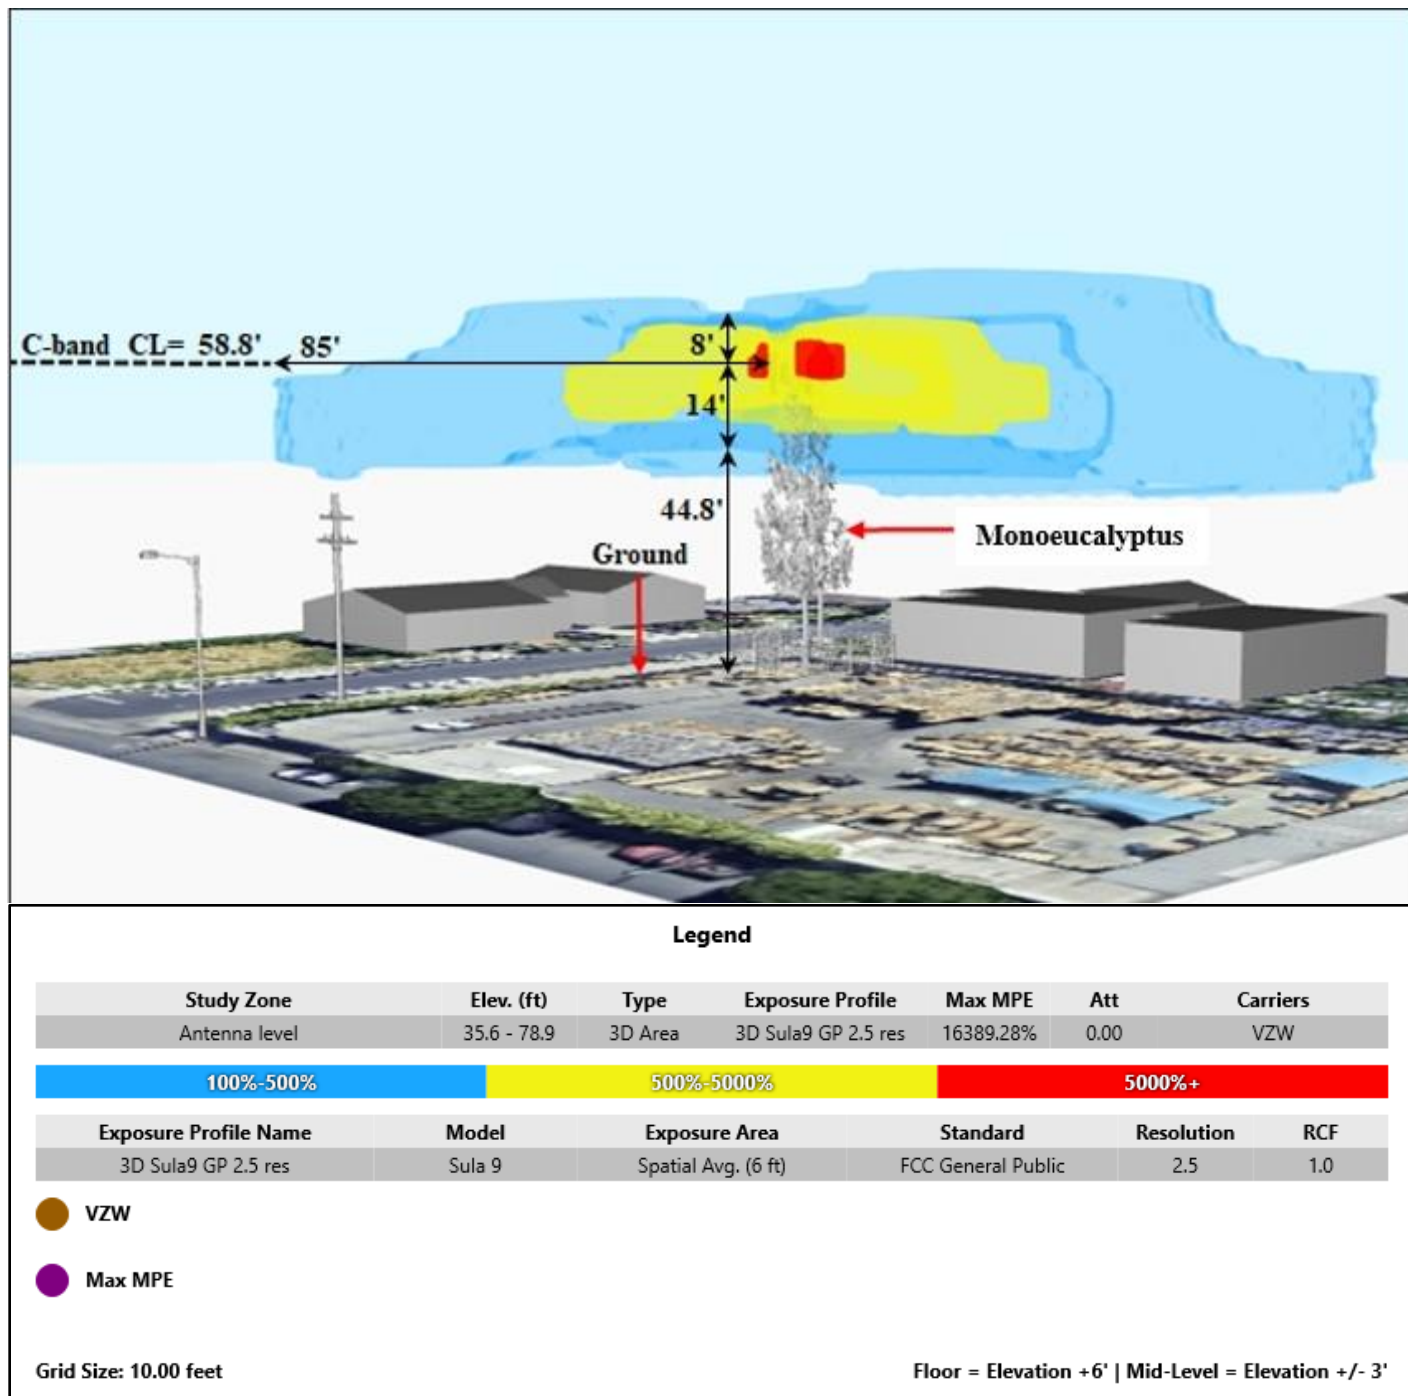 C-band CL= 58.8' 85' 8'
14'
44.8'
Ground
Monoeucalyptus
Legend
Study Zone Elev. (ft) Type Exposure Profile Max MPE Att Carriers
Antenna level 35.6 - 78.9 3D Area 3D Sula9 GP 2.5 res 16389.28% 0.00 VZW
100%-500% 500%-5000% 5000%+
Exposure Profile Name Model Exposure Area Standard Resolution RCF
3D Sula9 GP 2.5 res Sula 9 Spatial Avg. (6 ft) FCC General Public 2.5 1.0
VZW
Max MPE
Grid Size: 10.00 feet Floor = Elevation +6' | Mid-Level = Elevation +/- 3'